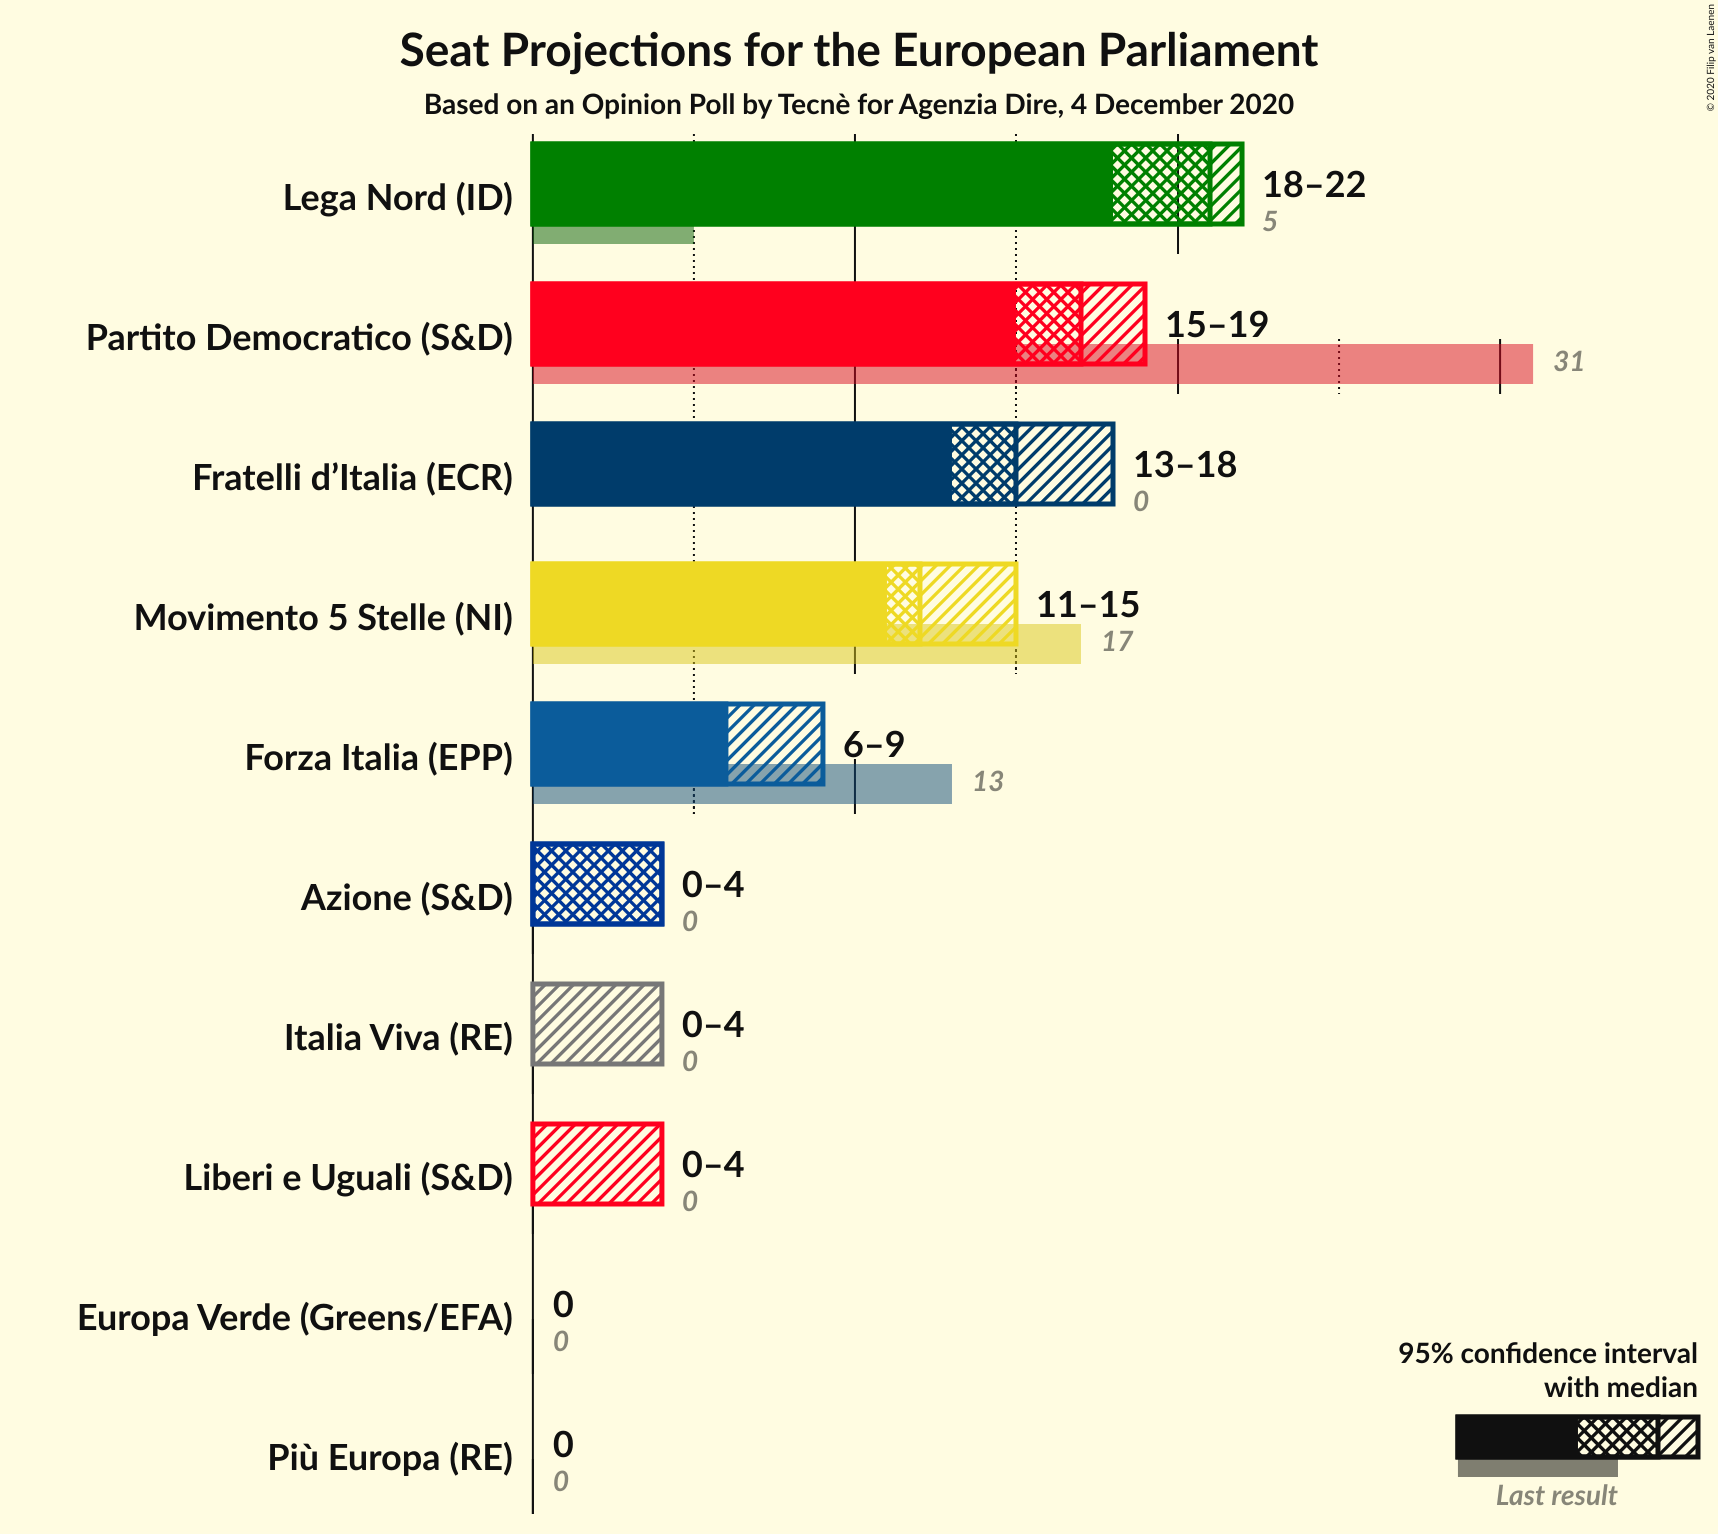 Seat Projections for the European Parliament
Based on an Opinion Poll by Tecnè for Agenzia Dire, 4 December 2020
© 2020 Filip van Laenen
Lega Nord (ID)
18–22
5
Partito Democratico (S&D)
15–19
31
Fratelli d’Italia (ECR)
13–18
0
Movimento 5 Stelle (NI)
11–15
17
Forza Italia (EPP)
6–9
13
Azione (S&D)
0–4
0
Italia Viva (RE)
0–4
0
Liberi e Uguali (S&D)
0–4
0
Europa Verde (Greens/EFA)
0
0
Più Europa (RE)
0
0
95% confidence interval
with median
Last result